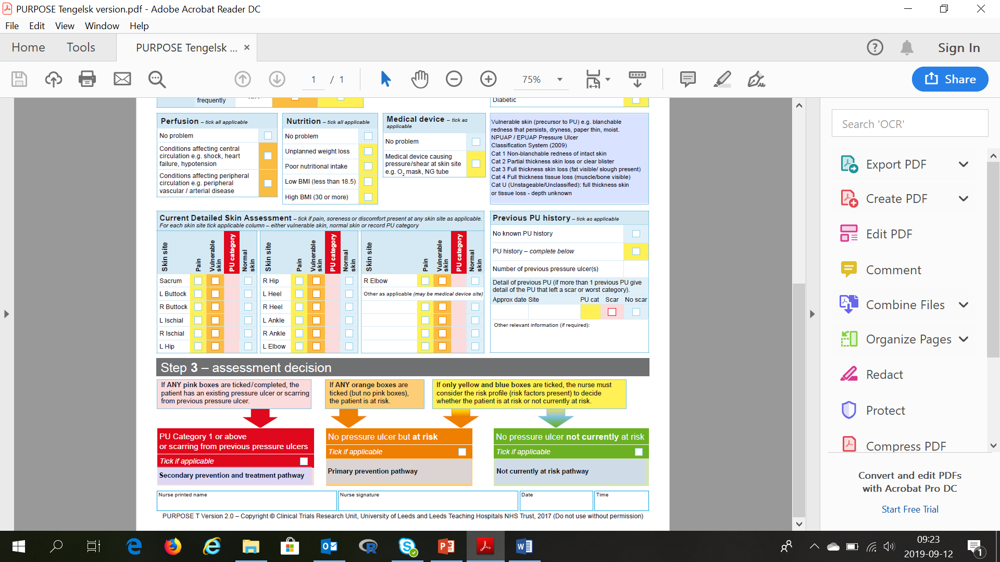 PURPOSE Tengelsk version.pdf - Adobe Acrobat Reader DC
File Edit View Window Help
Home Tools PURPOSE Tengelsk ... × Sign In
1 / 1 75% Share
frequently
Diabetic
Perfusion – tick all applicable
No problem
Conditions affecting central
circulation e.g. shock, heart
failure, hypotension
Conditions affecting peripheral
circulation e.g. peripheral
vascular / arterial disease
Nutrition – tick all applicable
No problem
Unplanned weight loss
Poor nutritional intake
Low BMI (less than 18.5)
High BMI (30 or more)
Medical device – tick as
applicable
No problem
Medical device causing
pressure/shear at skin site
e.g. O2 mask, NG tube
Vulnerable skin (precursor to PU) e.g. blanchable
redness that persists, dryness, paper thin, moist.
NPUAP / EPUAP Pressure Ulcer
Classification System (2009)
Cat 1 Non-blanchable redness of intact skin
Cat 2 Partial thickness skin loss or clear blister
Cat 3 Full thickness skin loss (fat visible/ slough present)
Cat 4 Full thickness tissue loss (muscle/bone visible)
Cat U (Unstageable/Unclassified): full thickness skin
or tissue loss - depth unknown
Current Detailed Skin Assessment – tick if pain, soreness or discomfort present at any skin site as applicable.
For each skin site tick applicable column – either vulnerable skin, normal skin or record PU category
Skin site Pain Vulnerable skin PU category Normal skin
Sacrum
L Buttock
R Buttock
L Ischial
R Ischial
L Hip
Skin site Pain Vulnerable skin PU category Normal skin
R Hip
L Heel
R Heel
L Ankle
R Ankle
L Elbow
Skin site Pain Vulnerable skin PU category Normal skin
R Elbow
Other as applicable (may be medical device site)
Previous PU history – tick as applicable
No known PU history
PU history – complete below
Number of previous pressure ulcer(s)
Detail of previous PU (if more than 1 previous PU give
detail of the PU that left a scar or worst category).
Approx date Site PU cat Scar No scar
Other relevant information (if required):
Step 3 – assessment decision
If ANY pink boxes are ticked/completed, the
patient has an existing pressure ulcer or scarring
from previous pressure ulcer.
If ANY orange boxes are
ticked (but no pink boxes),
the patient is at risk.
If only yellow and blue boxes are ticked, the nurse must
consider the risk profile (risk factors present) to decide
whether the patient is at risk or not currently at risk.
PU Category 1 or above
or scarring from previous pressure ulcers
Tick if applicable
Secondary prevention and treatment pathway
No pressure ulcer but at risk
Tick if applicable
Primary prevention pathway
No pressure ulcer not currently at risk
Tick if applicable
Not currently at risk pathway
Nurse printed name Nurse signature Date Time
PURPOSE T Version 2.0 – Copyright © Clinical Trials Research Unit, University of Leeds and Leeds Teaching Hospitals NHS Trust, 2017 (Do not use without permission)
Search 'OCR'
Export PDF
Create PDF
Edit PDF
Comment
Combine Files
Organize Pages
Redact
Protect
Compress PDF
Convert and edit PDFs
with Acrobat Pro DC
Start Free Trial
09:23
2019-09-12
1